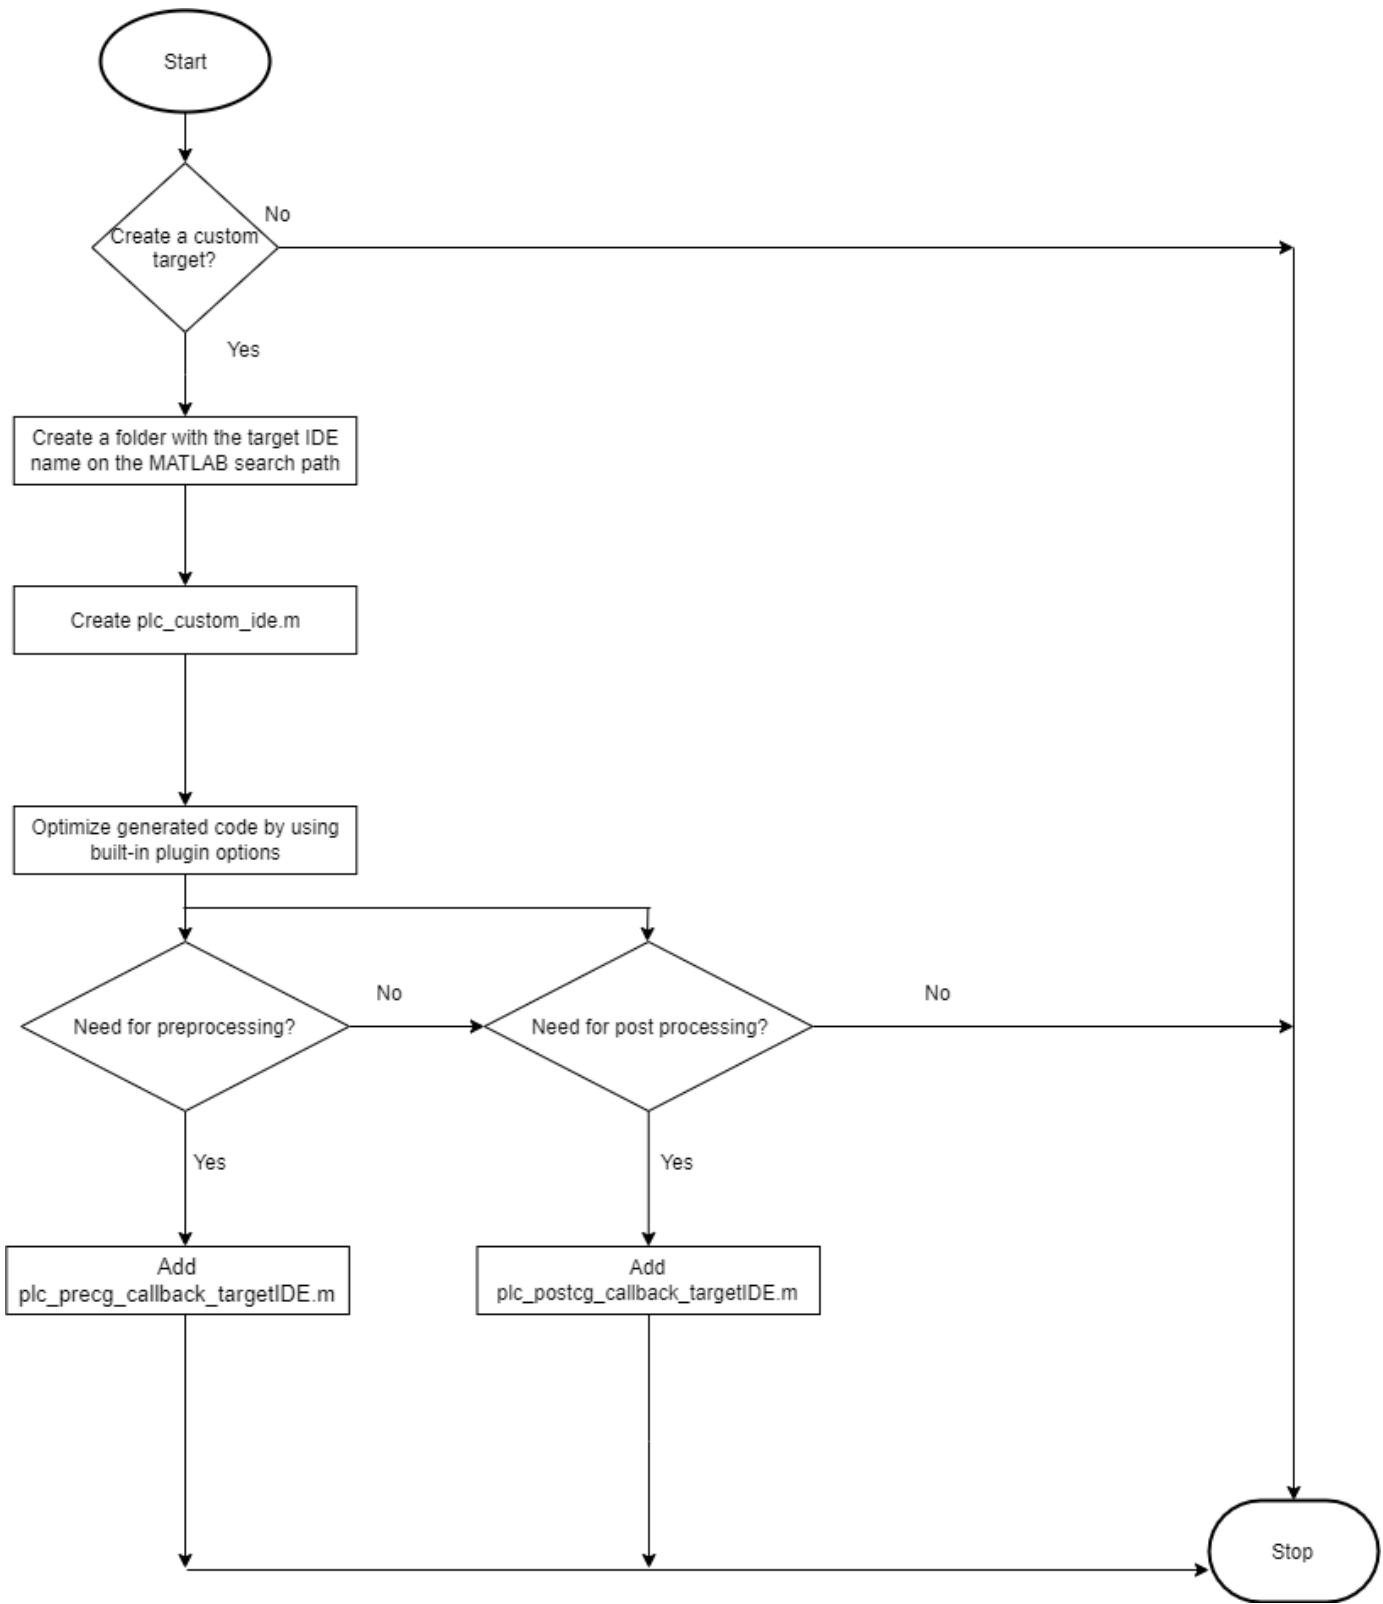 Start
No
Create a custom
target?
Yes
Create a folder with the target IDE
name on the MATLAB search path
Create plc_custom_ide.m
Optimize generated code by using
built-in plugin options
No
No
Need for preprocessing?
Need for post processing?
Yes
Yes
Add
plc_precg_callback_targetIDE.m
Add
plc_postcg_callback_targetIDE.m
Stop